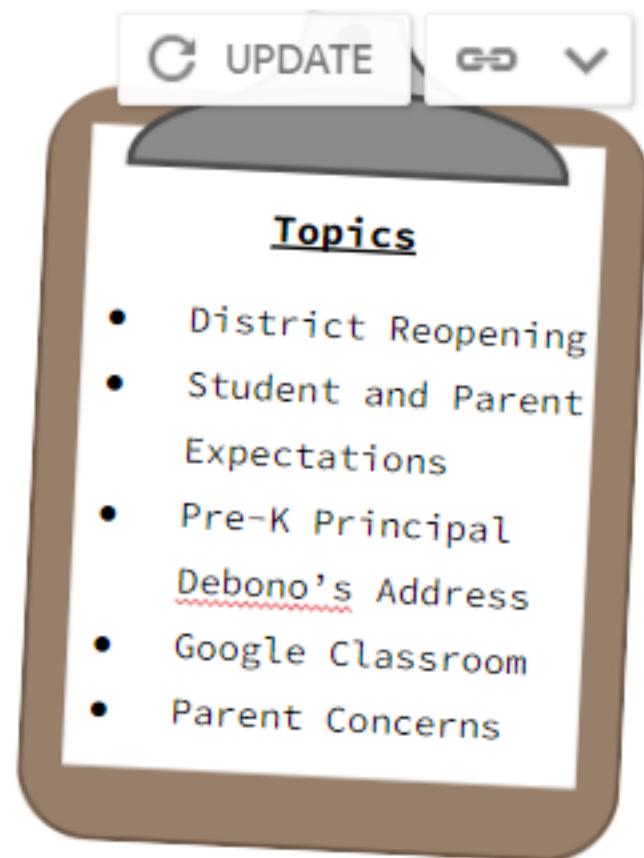 UPDATE
Topics
● District Reopening
● Student and Parent
Expectations
● Pre-K Principal
Debono’s Address
● Google Classroom
● Parent Concerns